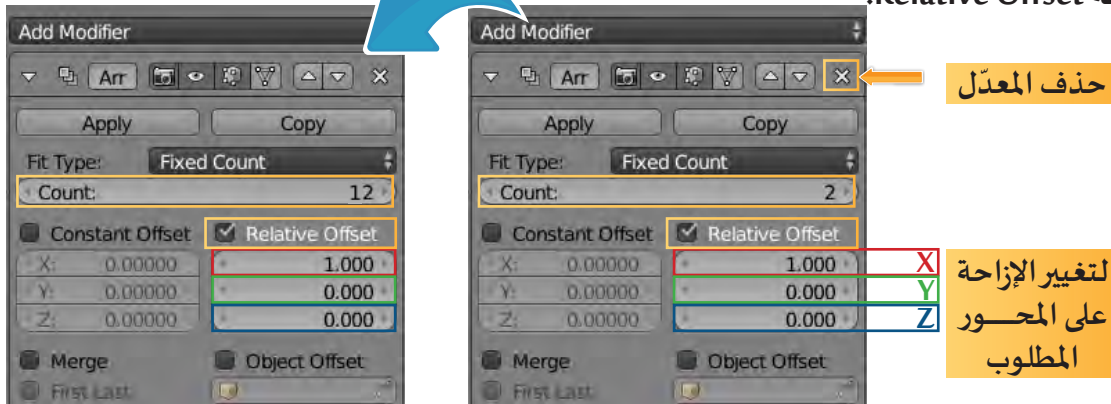 Relative Offset.
Add Modifier
Arr
Apply Copy
Fit Type: Fixed Count
Count: 2
Constant Offset Relative Offset
X: 0.00000 1.000 X
Y: 0.00000 0.000 Y
Z: 0.00000 0.000 Z
Merge Object Offset
First Last
حذف المعدّل
لتغيير الإزاحة
على المحـــور
المطلوب
Add Modifier
Arr
Apply Copy
Fit Type: Fixed Count
Count: 12
Constant Offset Relative Offset
X: 0.00000 1.000
Y: 0.00000 0.000
Z: 0.00000 0.000
Merge Object Offset
First Last